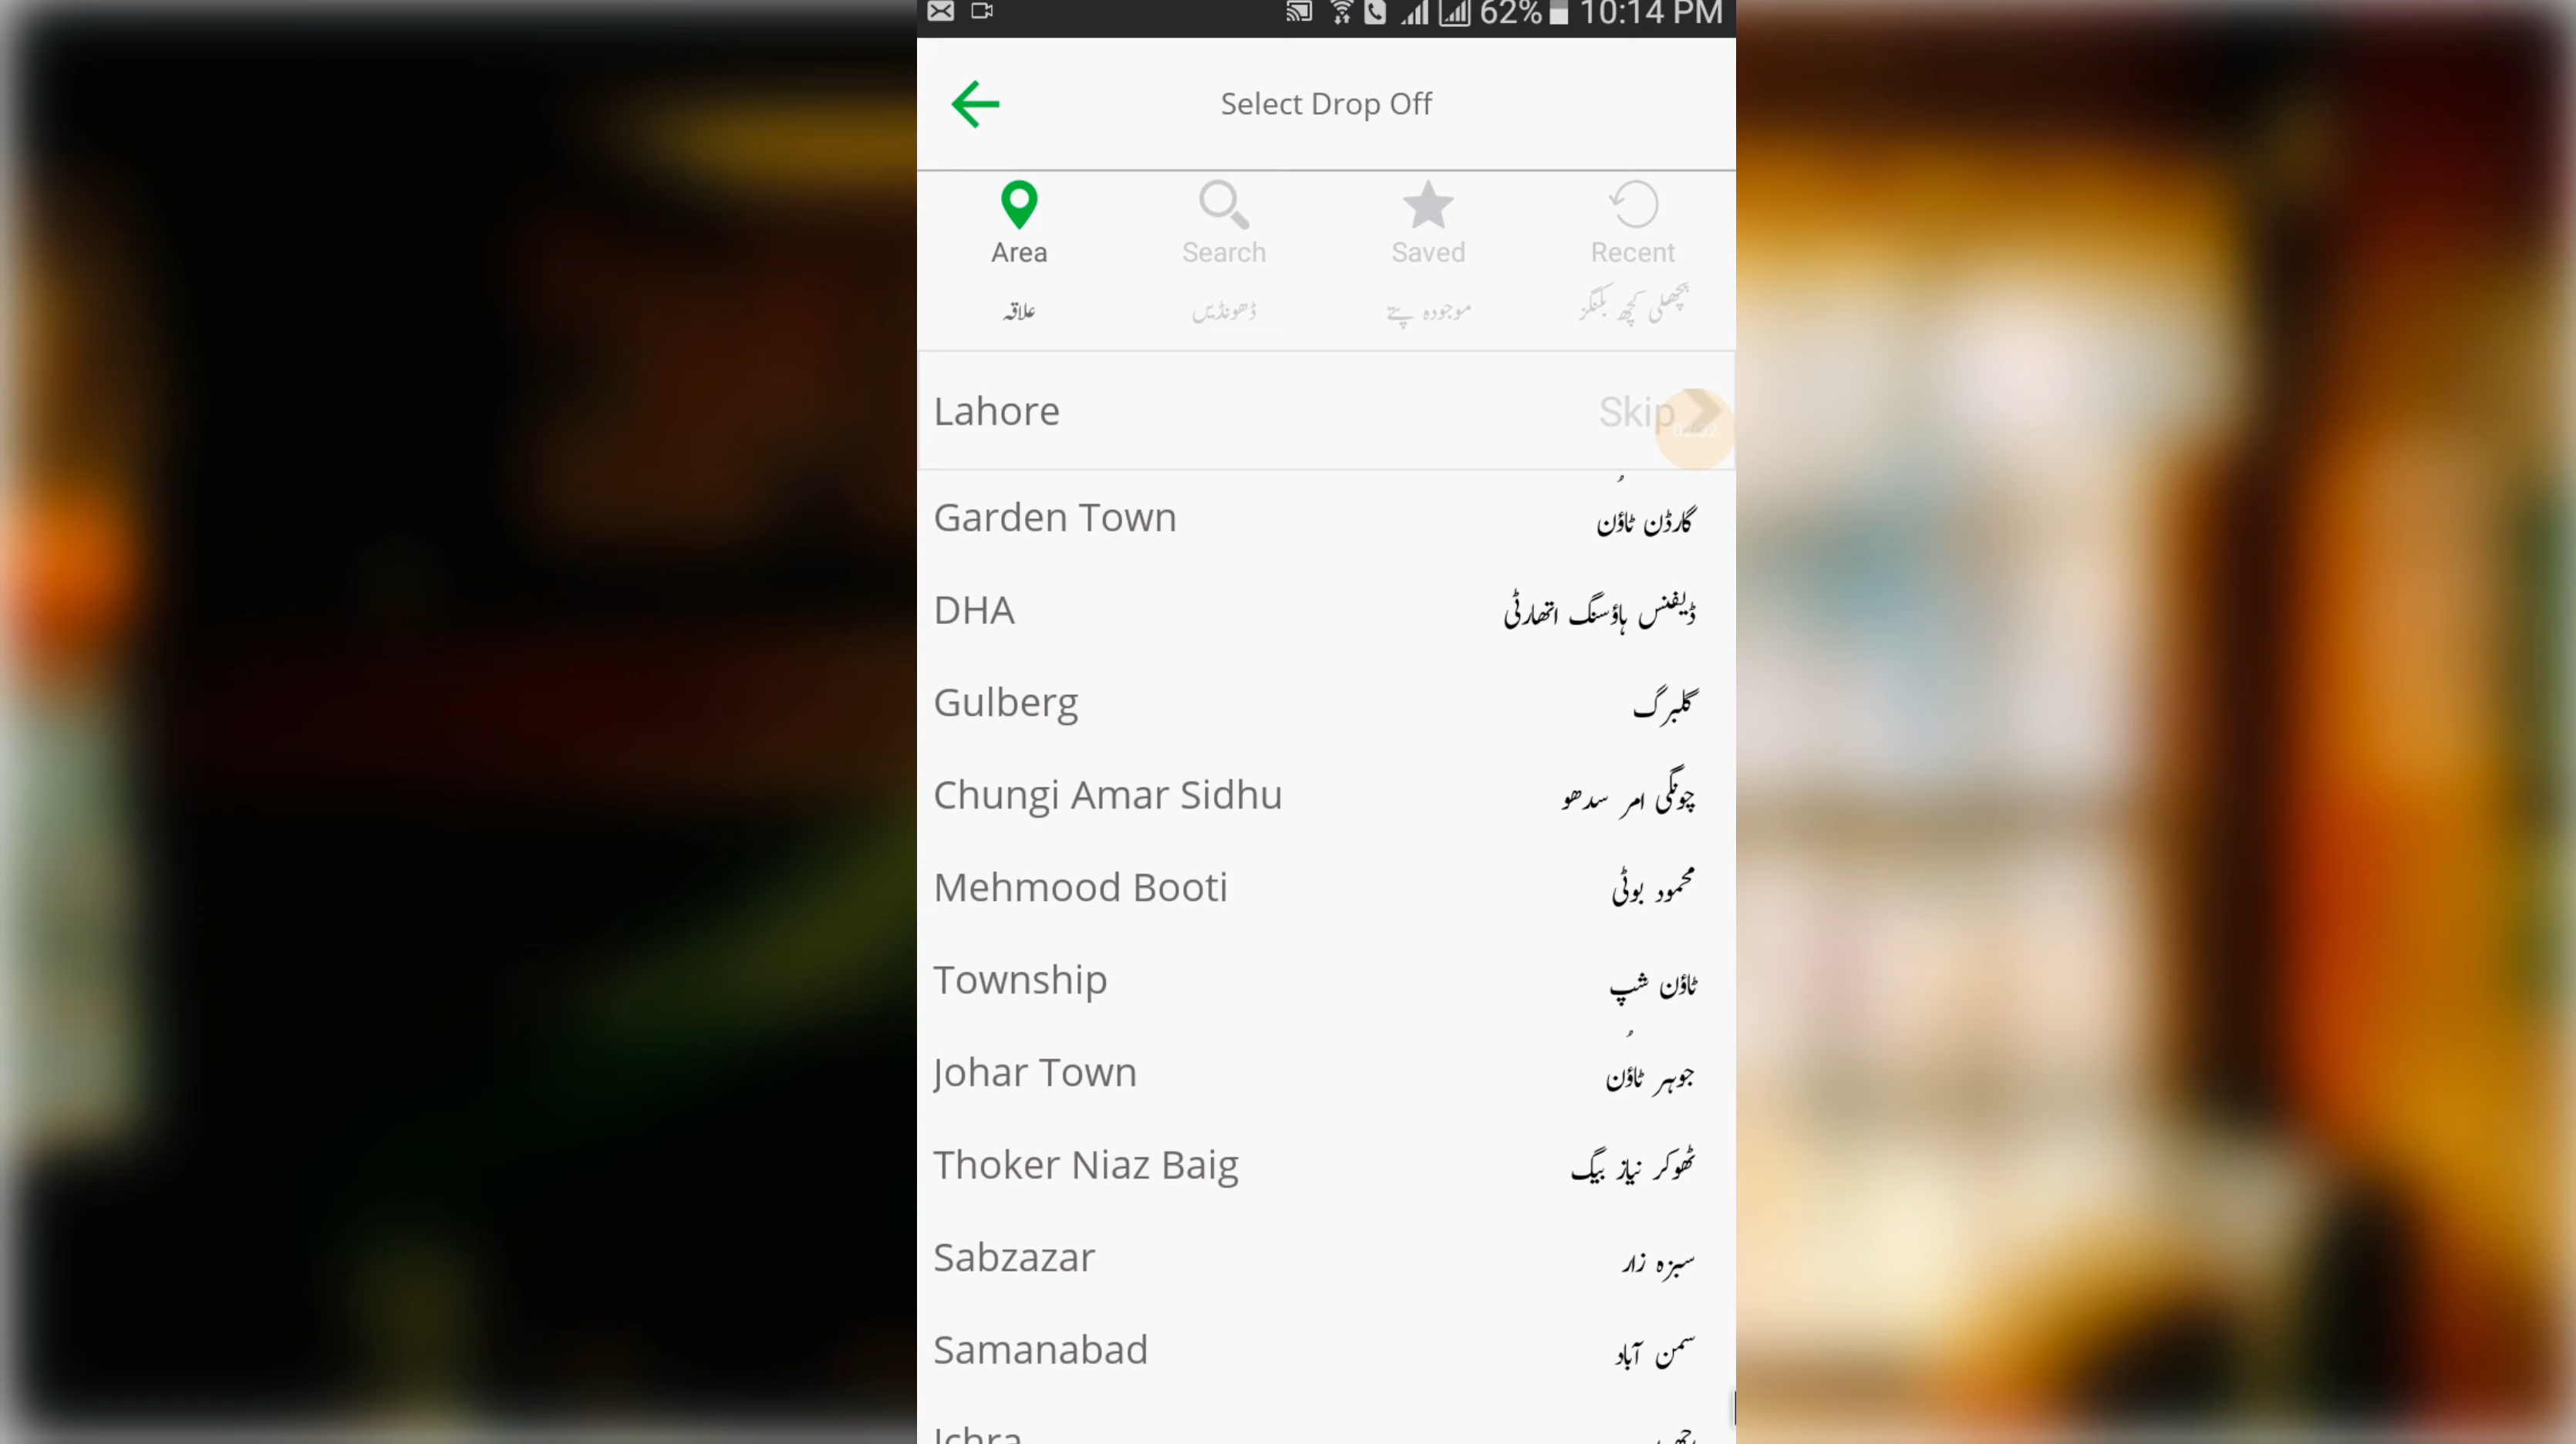 62% 10:14 PM
Select Drop Off
Area Search Saved Recent
علاقہ ڈھونڈیں موجودہ پتے پچھلی کچھ بکنگز
Lahore Skip
Garden Town گارڈن ٹاؤن
DHA ڈیفنس ہاؤسنگ اتھارٹی
Gulberg گلبرگ
Chungi Amar Sidhu چونگی امر سدھو
Mehmood Booti محمود بوٹی
Township ٹاؤن شپ
Johar Town جوہر ٹاؤن
Thoker Niaz Baig ٹھوکر نیاز بیگ
Sabzazar سبزہ زار
Samanabad سمن آباد
Ichra